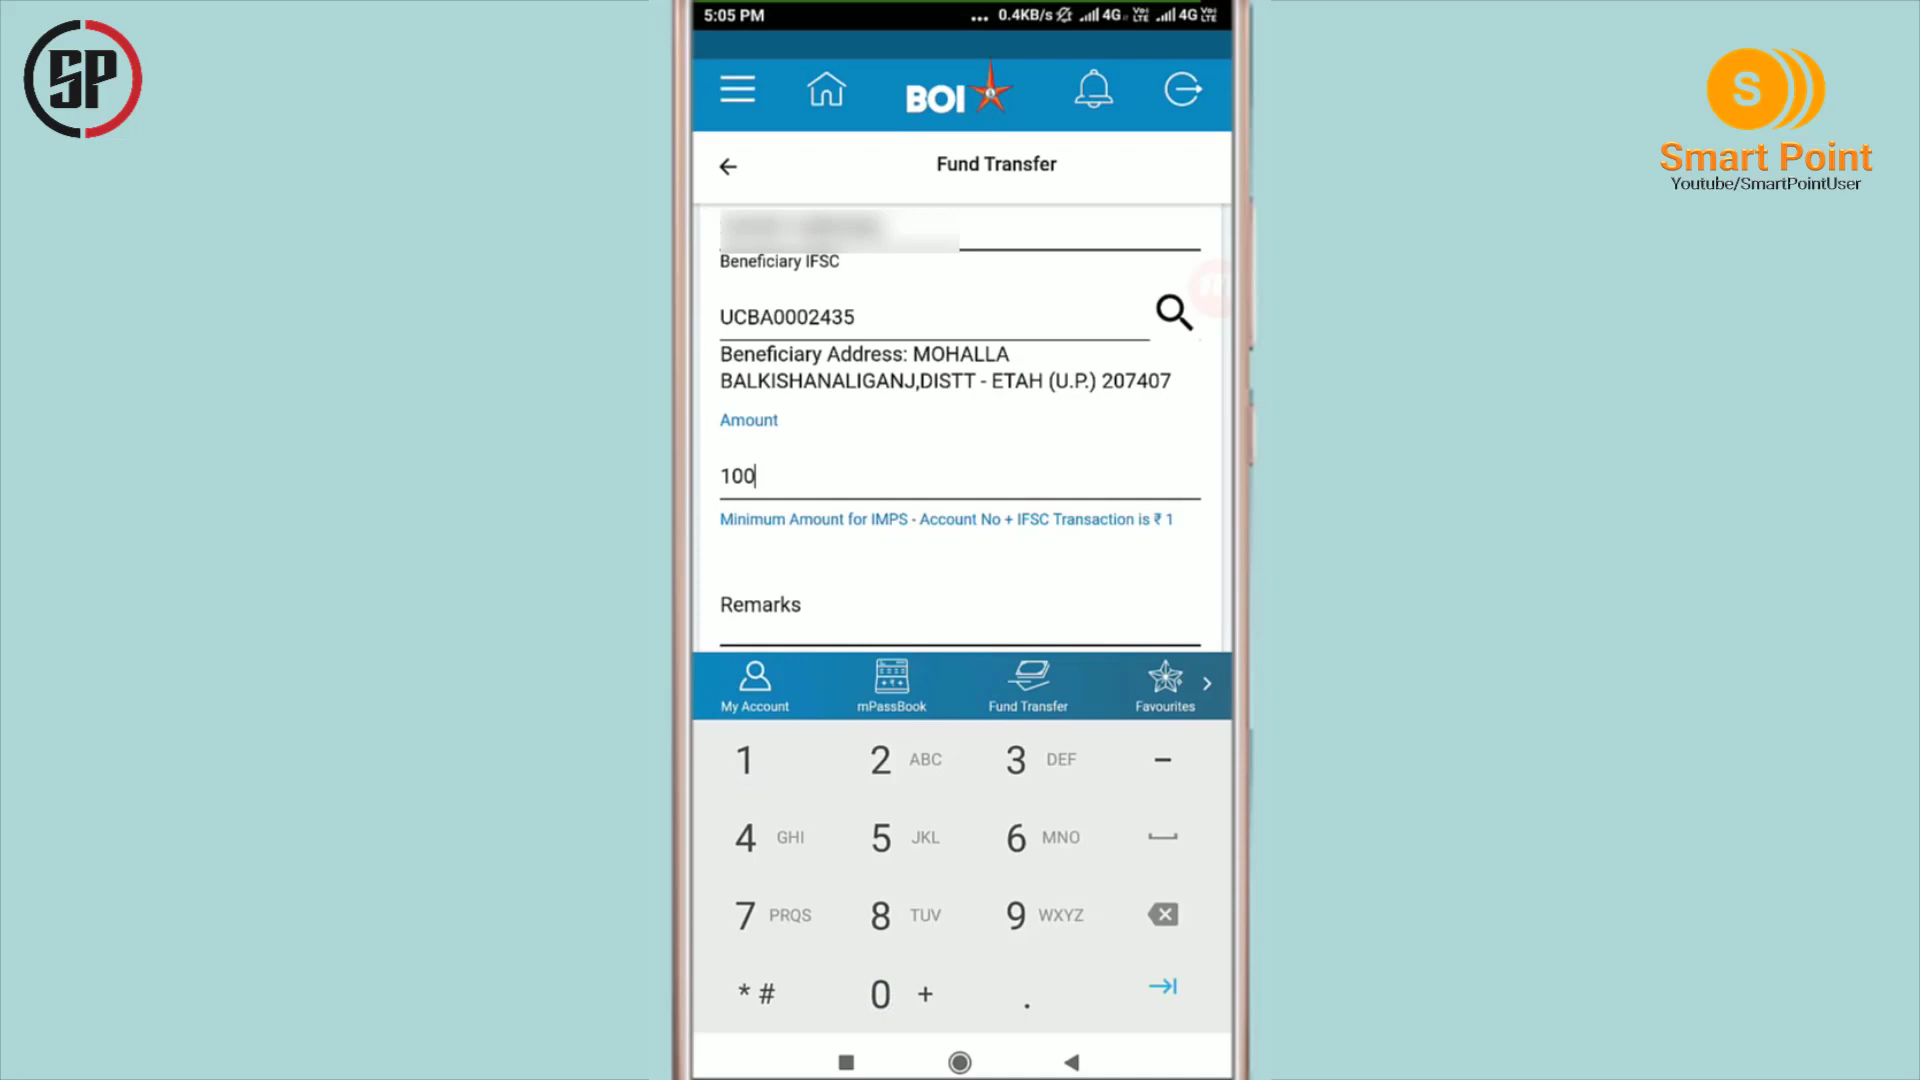 SP
5:05 PM
... 0.4KB/s 4G VoLTE 4G VoLTE
BOI
S
Smart Point
Youtube/SmartPointUser
Fund Transfer
Beneficiary IFSC
UCBA0002435
Beneficiary Address: MOHALLA
BALKISHANALIGANJ,DISTT - ETAH (U.P.) 207407
Amount
100
Minimum Amount for IMPS - Account No + IFSC Transaction is ₹ 1
Remarks
My Account
mPassBook
Fund Transfer
Favourites
1 2 ABC 3 DEF -
4 GHI 5 JKL 6 MNO
7 PRQS 8 TUV 9 WXYZ
* # 0 + .